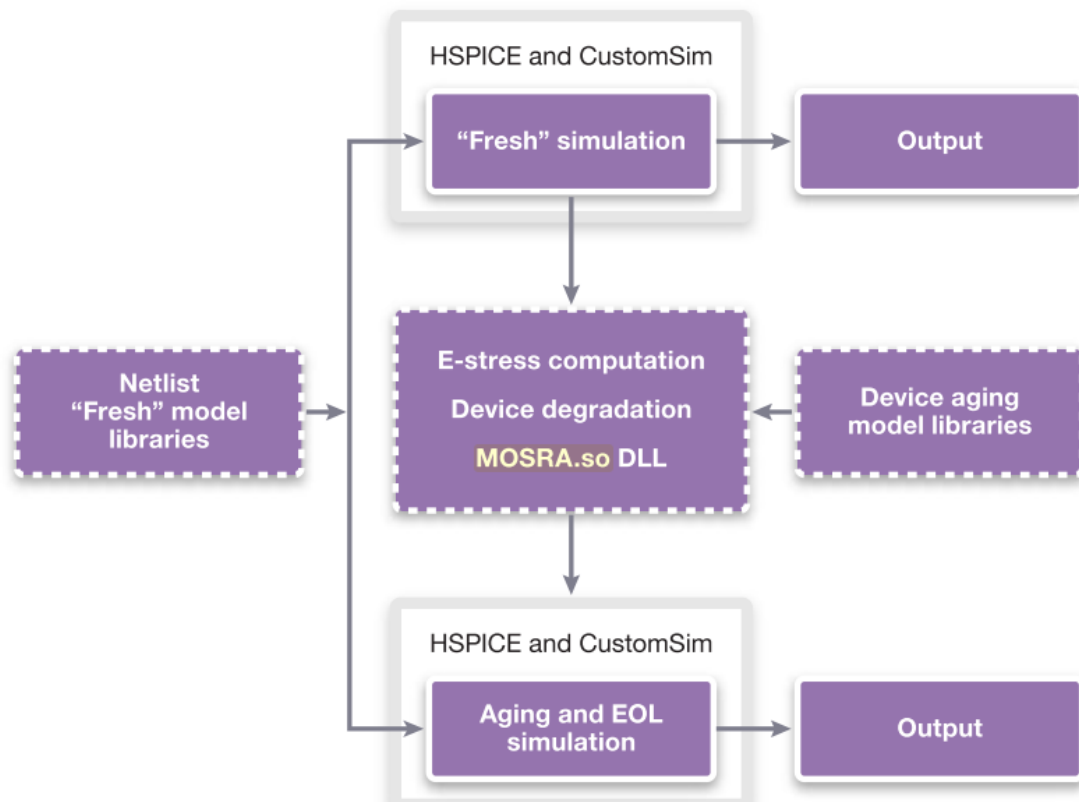 HSPICE and CustomSim
“Fresh” simulation
Output
Netlist
“Fresh” model
libraries
E-stress computation
Device degradation
MOSRA.so DLL
Device aging
model libraries
HSPICE and CustomSim
Aging and EOL
simulation
Output